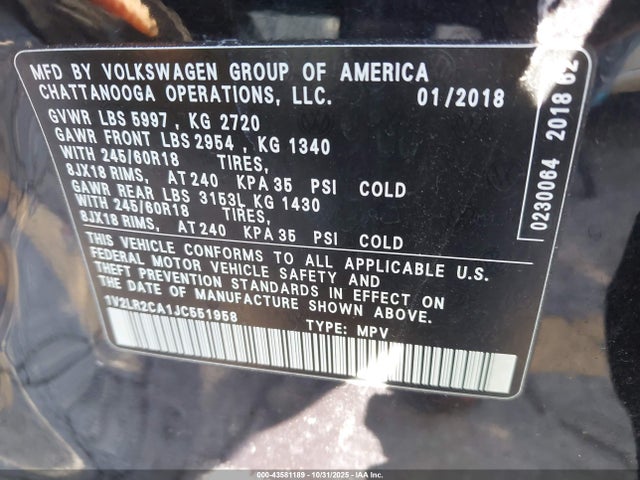 MFD BY VOLKSWAGEN GROUP OF AMERICA
CHATTANOOGA OPERATIONS, LLC. 01/2018
GVWR LBS 5997 , KG 2720
GAWR FRONT LBS 2954 , KG 1340
WITH 245/60R18 TIRES,
8JX18 RIMS, AT 240 KPA 35 PSI COLD
GAWR REAR LBS 3153L KG 1430
WITH 245/60R18 TIRES,
8JX18 RIMS, AT 240 KPA 35 PSI COLD
THIS VEHICLE CONFORMS TO ALL APPLICABLE U.S.
FEDERAL MOTOR VEHICLE SAFETY AND
THEFT PREVENTION STANDARDS IN EFFECT ON
THE DATE OF MANUFACTURE SHOWN ABOVE.
1V2LR2CA1JC551958
TYPE: MPV
0230064 2018 02
000-43581189 - 10/31/2025 - IAAI.COM